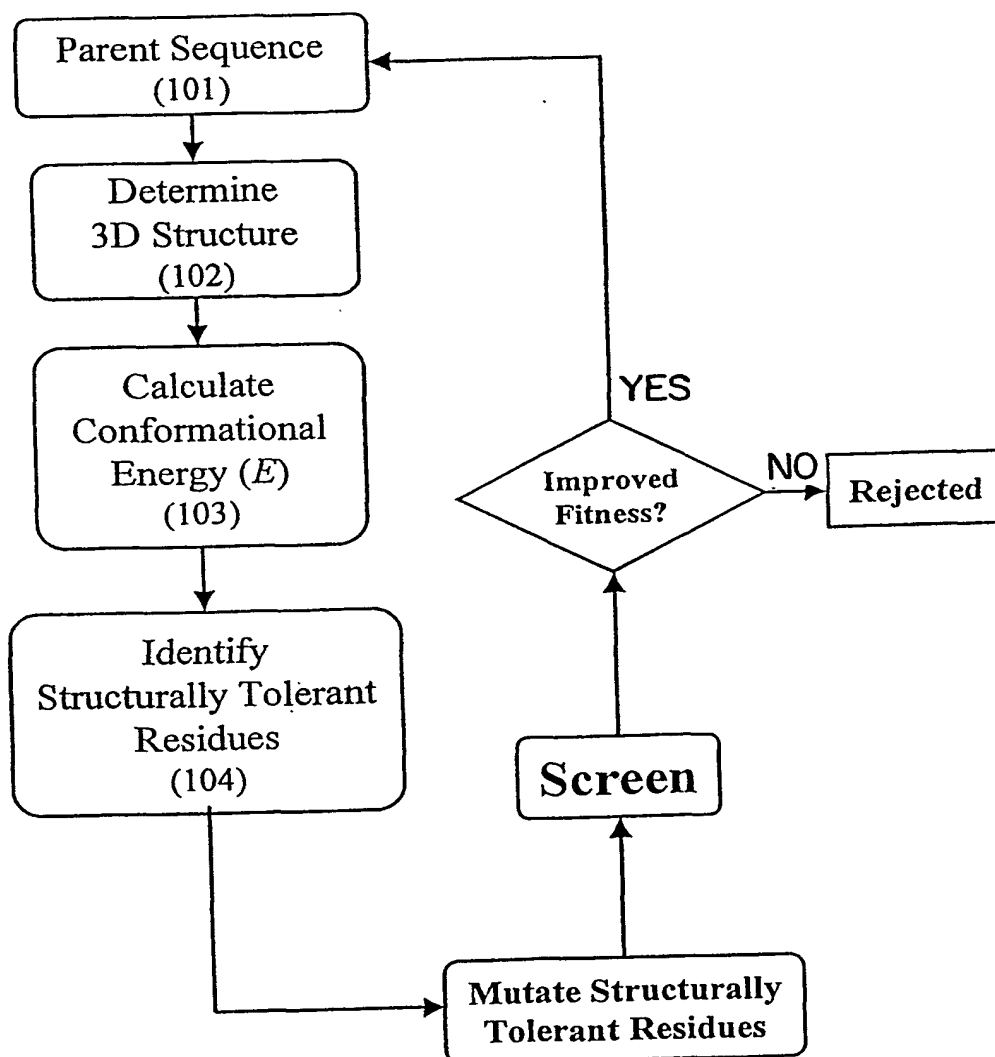 Parent Sequence
(101)
Determine
3D Structure
(102)
Calculate
Conformational
Energy (E)
(103)
Identify
Structurally Tolerant
Residues
(104)
Mutate Structurally
Tolerant Residues
Screen
Improved
Fitness?
YES
NO
Rejected